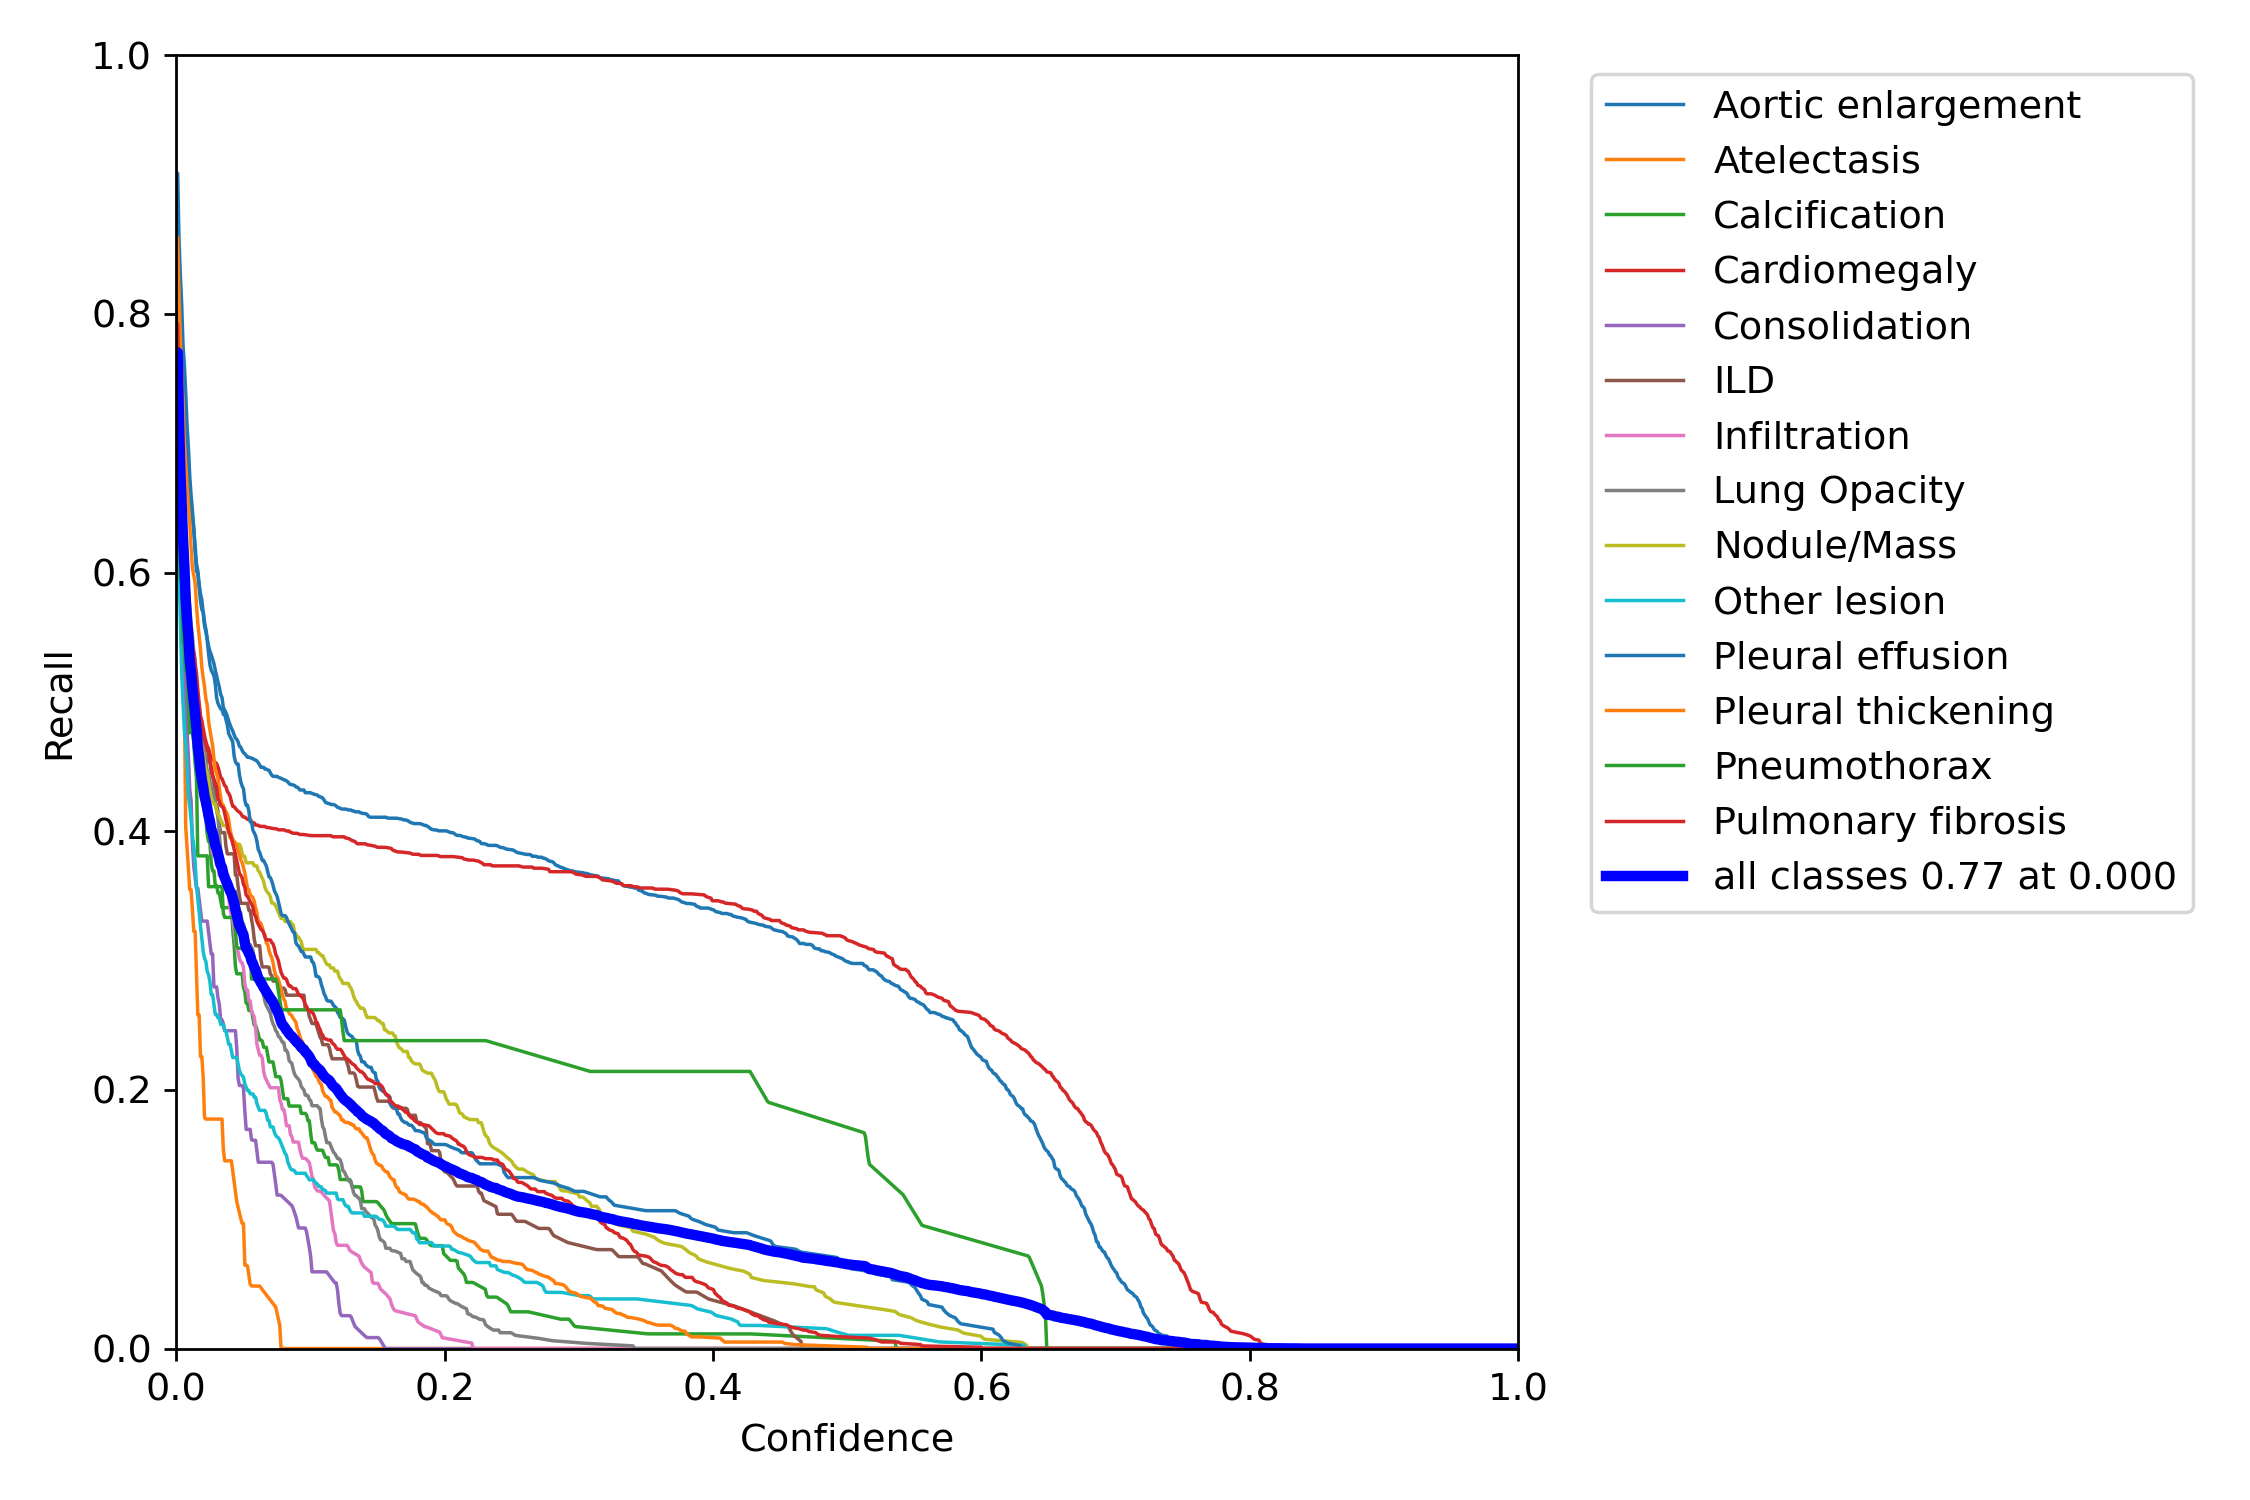 1.0
0.8
0.6
0.4
0.2
0.0
0.0 0.2 0.4 0.6 0.8 1.0
Recall
Confidence
Aortic enlargement
Atelectasis
Calcification
Cardiomegaly
Consolidation
ILD
Infiltration
Lung Opacity
Nodule/Mass
Other lesion
Pleural effusion
Pleural thickening
Pneumothorax
Pulmonary fibrosis
all classes 0.77 at 0.000